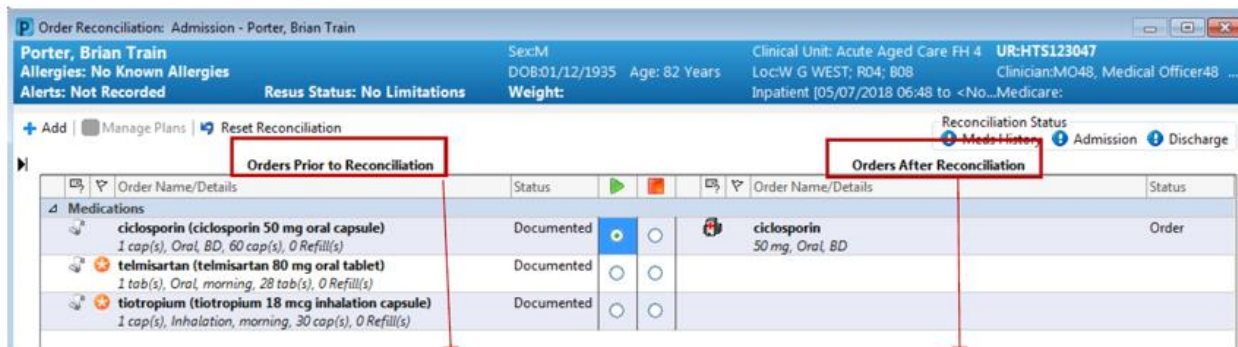 Order Reconciliation: Admission - Porter, Brian Train
Porter, Brian Train Sex:M Clinical Unit: Acute Aged Care FH 4 UR:HTS123047
Allergies: No Known Allergies DOB:01/12/1935 Age: 82 Years Loc:W G WEST; R04; B08 Clinician:MO48, Medical Officer48 ...
Alerts: Not Recorded Resus Status: No Limitations Weight: Inpatient [05/07/2018 06:48 to <No...Medicare:
Add | Manage Plans | Reset Reconciliation Reconciliation Status
Meds History Admission Discharge
Orders Prior to Reconciliation Orders After Reconciliation
Order Name/Details Status Order Name/Details Status
Medications
ciclosporin (ciclosporin 50 mg oral capsule) Documented ciclosporin Order
1 cap(s), Oral, BD, 60 cap(s), 0 Refill(s) 50 mg, Oral, BD
telmisartan (telmisartan 80 mg oral tablet) Documented
1 tab(s), Oral, morning, 28 tab(s), 0 Refill(s)
tiotropium (tiotropium 18 mcg inhalation capsule) Documented
1 cap(s), Inhalation, morning, 30 cap(s), 0 Refill(s)